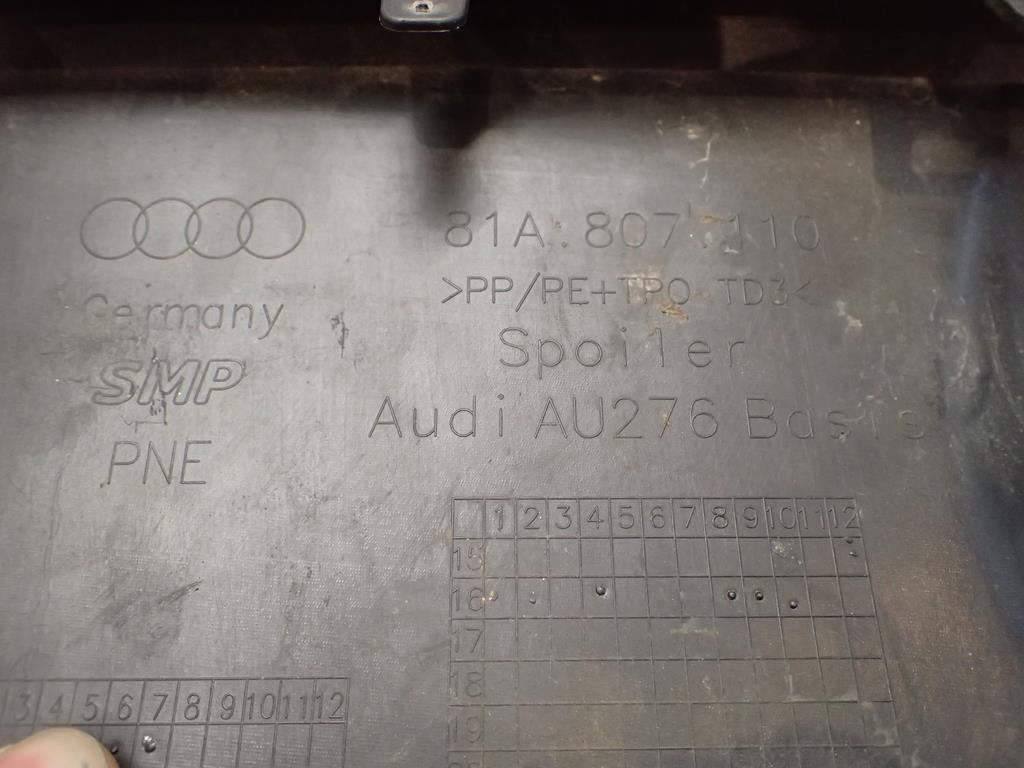 81A.807.110
>PP/PE+TPO TD3<
Germany
Spoiler
SMP
Audi AU276 Basis
PNE
1 2 3 4 5 6 7 8 9 10 11 12
15
16
17
18
19
3 4 5 6 7 8 9 10 11 12